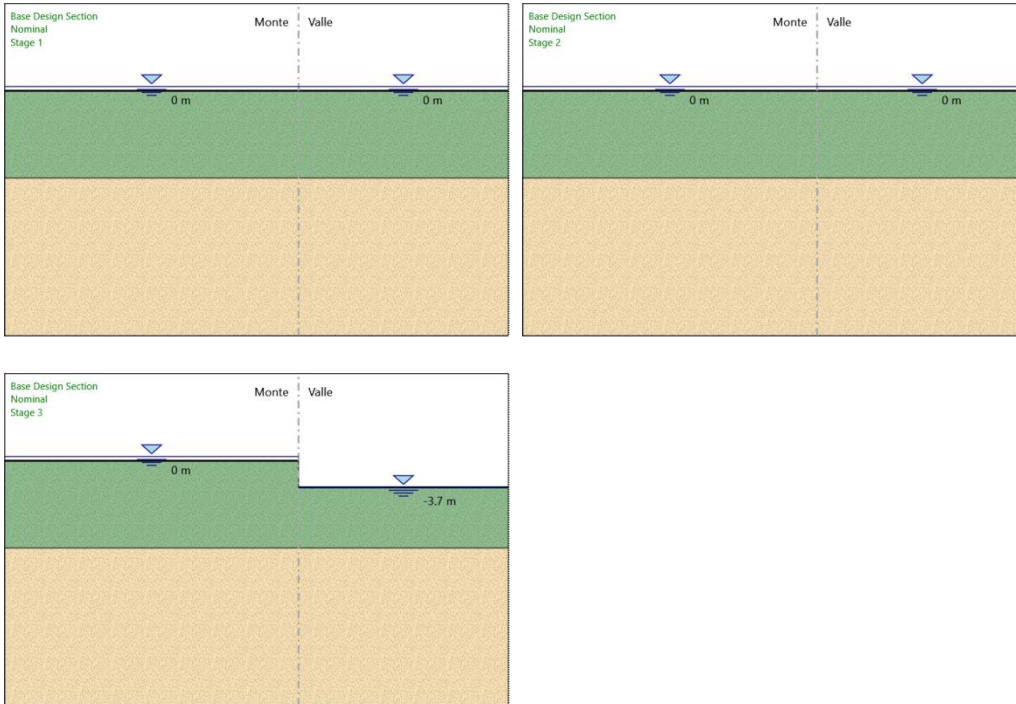 Base Design Section
Nominal
Stage 1
Monte Valle
0 m 0 m
Base Design Section
Nominal
Stage 2
Monte Valle
0 m 0 m
Base Design Section
Nominal
Stage 3
Monte Valle
0 m
-3.7 m